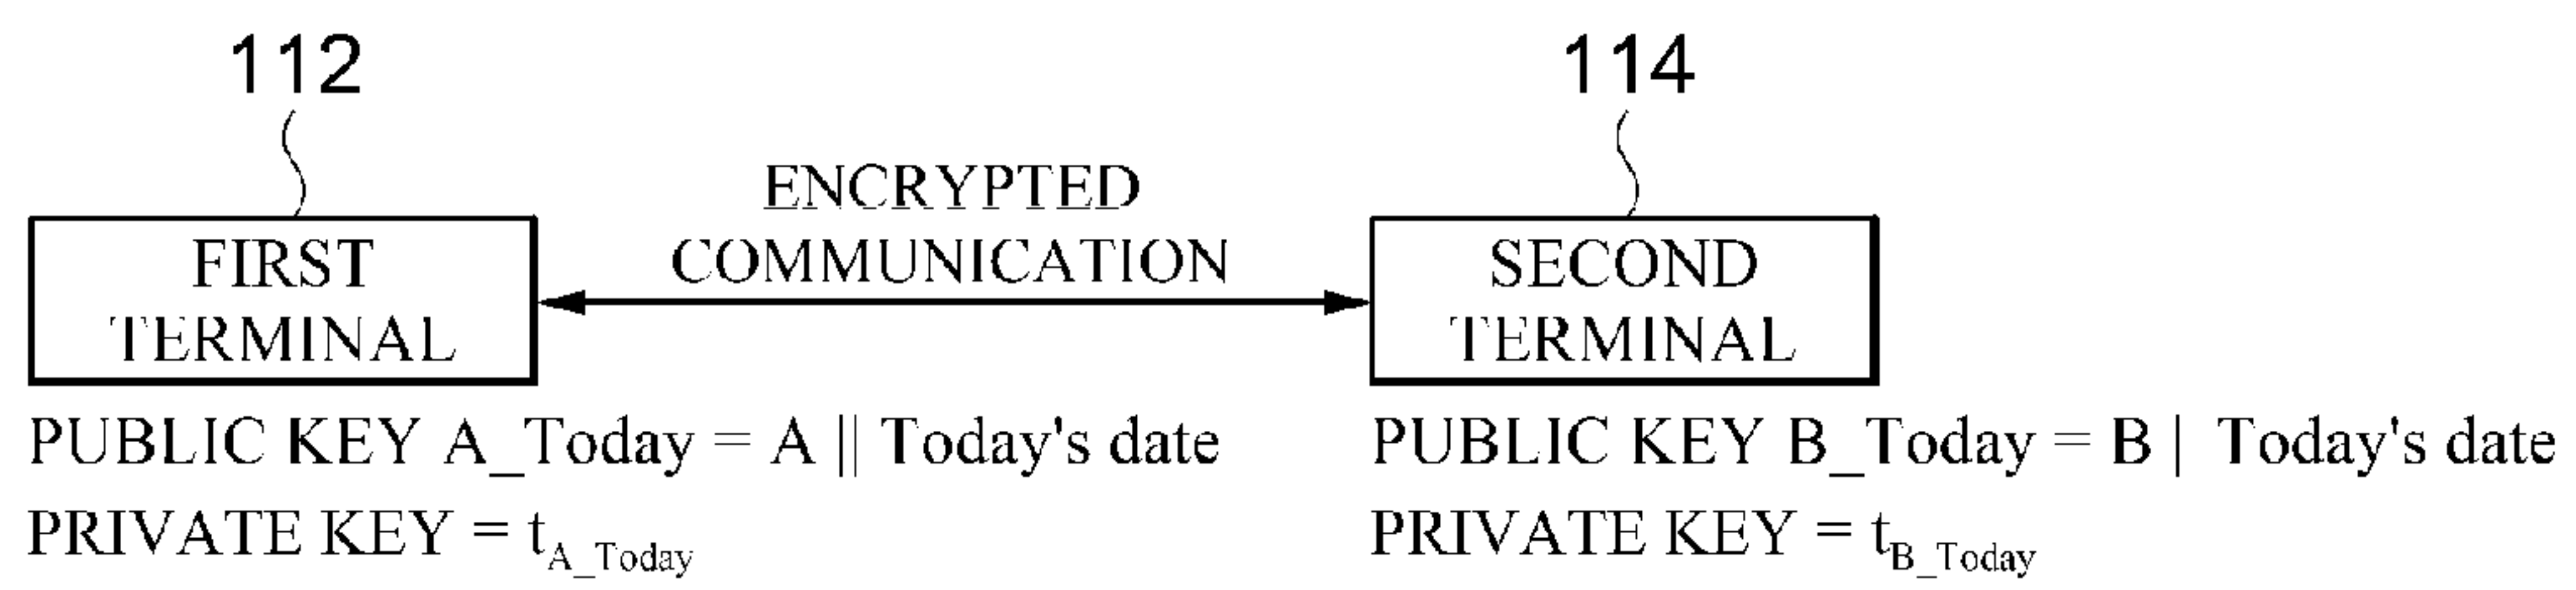 112
114
ENCRYPTED
COMMUNICATION
FIRST
TERMINAL
SECOND
TERMINAL
PUBLIC KEY A_Today = A || Today's date
PRIVATE KEY = tA_Today
PUBLIC KEY B_Today = B | Today's date
PRIVATE KEY = tB_Today